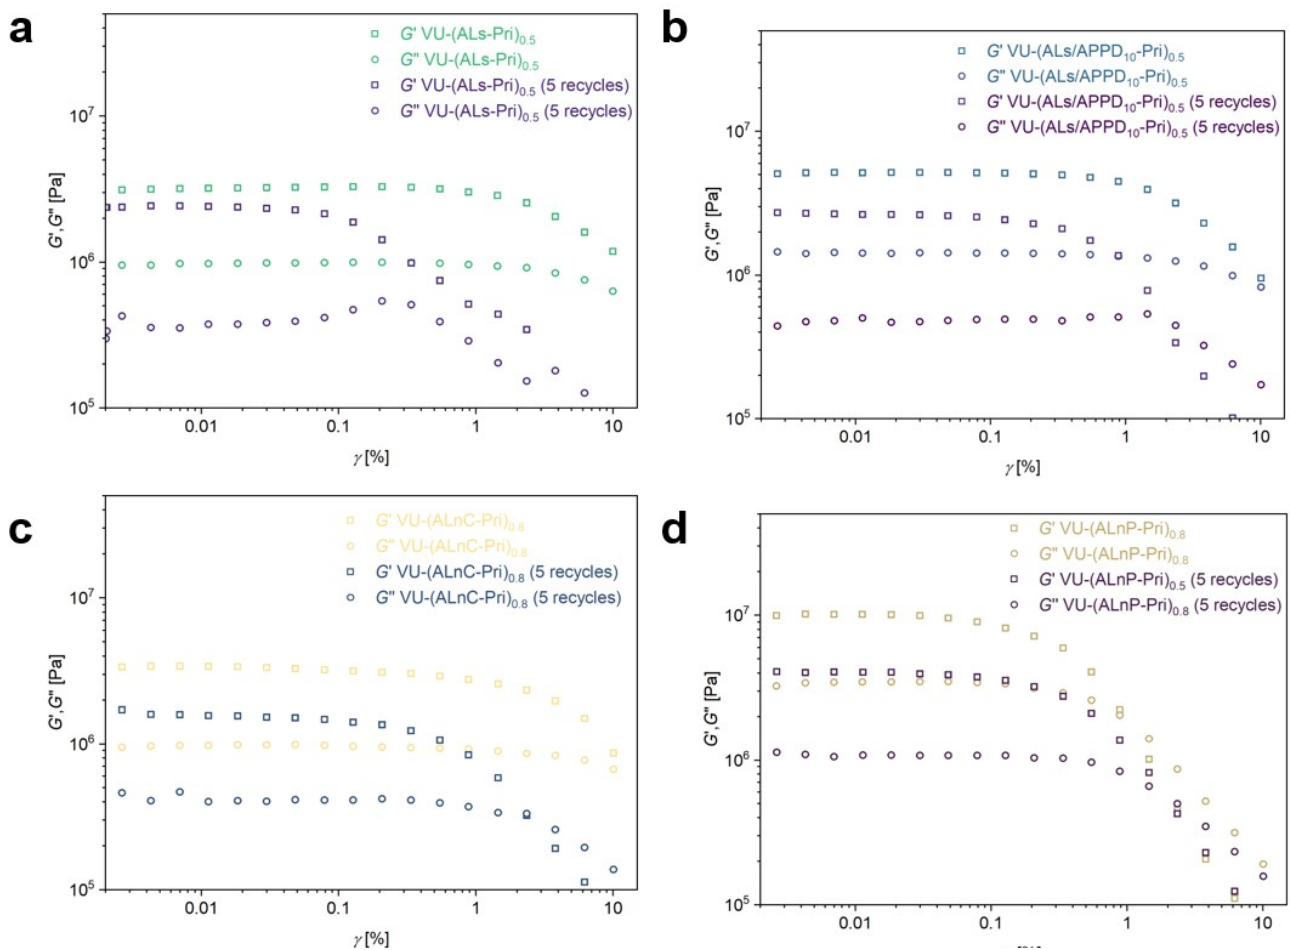 a
G' VU-(ALs-Pri)0.5
G'' VU-(ALs-Pri)0.5
G' VU-(ALs-Pri)0.5 (5 recycles)
G'' VU-(ALs-Pri)0.5 (5 recycles)
10^7
10^6
10^5
G',G'' [Pa]
0.01 0.1 1 10
γ [%]
b
G' VU-(ALs/APPD10-Pri)0.5
G'' VU-(ALs/APPD10-Pri)0.5
G' VU-(ALs/APPD10-Pri)0.5 (5 recycles)
G'' VU-(ALs/APPD10-Pri)0.5 (5 recycles)
10^7
10^6
10^5
G',G'' [Pa]
0.01 0.1 1 10
γ [%]
c
G' VU-(ALnC-Pri)0.8
G'' VU-(ALnC-Pri)0.8
G' VU-(ALnC-Pri)0.8 (5 recycles)
G'' VU-(ALnC-Pri)0.8 (5 recycles)
10^7
10^6
10^5
G',G'' [Pa]
0.01 0.1 1 10
γ [%]
d
G' VU-(ALnP-Pri)0.8
G'' VU-(ALnP-Pri)0.8
G' VU-(ALnP-Pri)0.5 (5 recycles)
G'' VU-(ALnP-Pri)0.8 (5 recycles)
10^7
10^6
10^5
G',G'' [Pa]
0.01 0.1 1 10